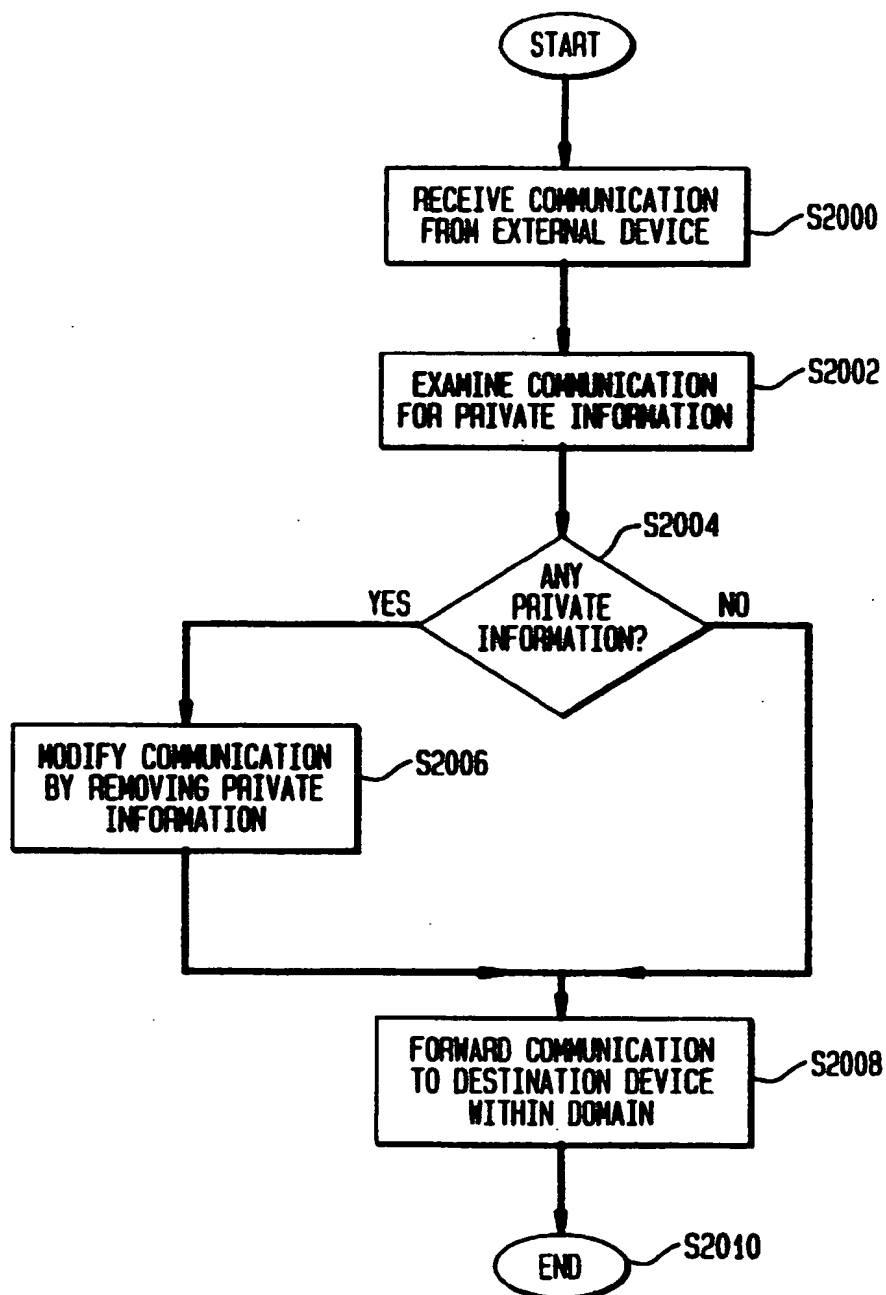 START
RECEIVE COMMUNICATION
FROM EXTERNAL DEVICE
S2000
EXAMINE COMMUNICATION
FOR PRIVATE INFORMATION
S2002
S2004
ANY
PRIVATE
INFORMATION?
YES
NO
MODIFY COMMUNICATION
BY REMOVING PRIVATE
INFORMATION
S2006
FORWARD COMMUNICATION
TO DESTINATION DEVICE
WITHIN DOMAIN
S2008
END
S2010